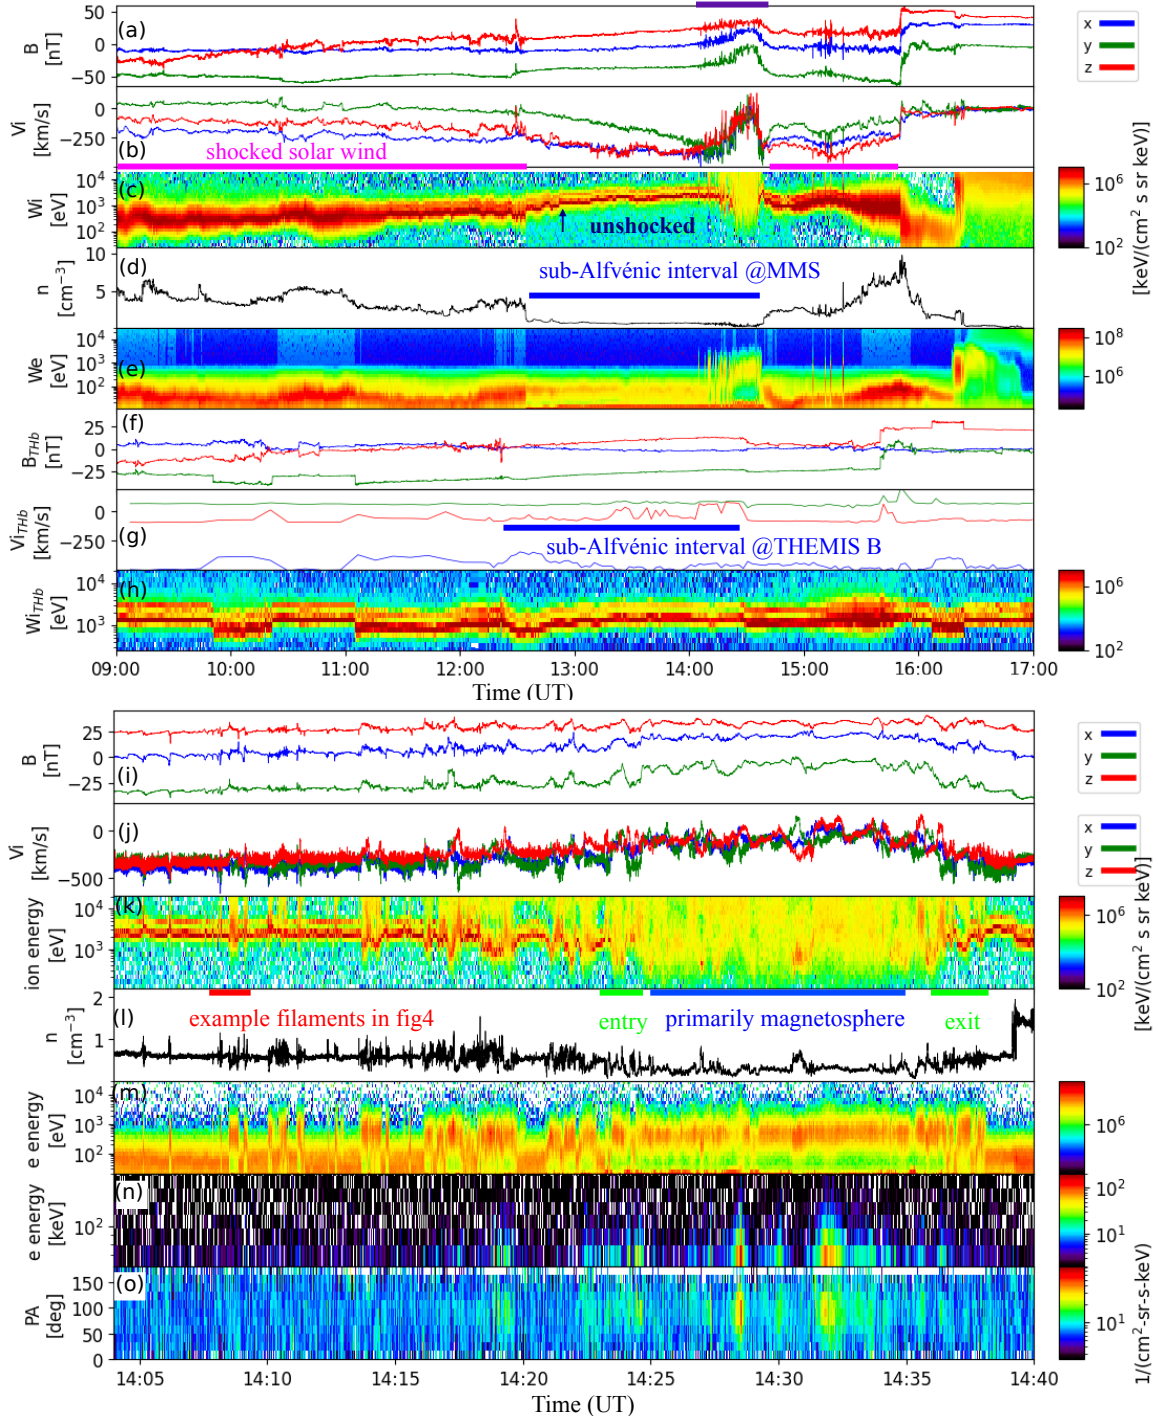 (a)
B
[nT]
50
0
−50
x
y
z
(b)
Vi
[km/s]
0
−250
shocked solar wind
(c)
Wi
[eV]
10⁴
10³
10²
unshocked
10⁶
10²
[keV/(cm² s sr keV)]
(d)
n
[cm⁻³]
10
5
sub-Alfvénic interval @MMS
(e)
We
[eV]
10⁴
10³
10²
10⁸
10⁶
(f)
B_THb
[nT]
25
0
−25
(g)
Vi_THb
[km/s]
0
−250
sub-Alfvénic interval @THEMIS B
(h)
Wi_THb
[eV]
10⁴
10³
10⁶
10²
09:00 10:00 11:00 12:00 13:00 14:00 15:00 16:00 17:00
Time (UT)
(i)
B
[nT]
25
0
−25
x
y
z
(j)
Vi
[km/s]
0
−500
x
y
z
(k)
ion energy
[eV]
10⁴
10³
10⁶
10²
[keV/(cm² s sr keV)]
(l)
n
[cm⁻³]
2
1
example filaments in fig4
entry
primarily magnetosphere
exit
(m)
e energy
[eV]
10⁴
10³
10²
10⁶
(n)
e energy
[keV]
10²
10²
10¹
(o)
PA
[deg]
150
100
50
0
10¹
1/(cm²-sr-s-keV)
14:05 14:10 14:15 14:20 14:25 14:30 14:35 14:40
Time (UT)